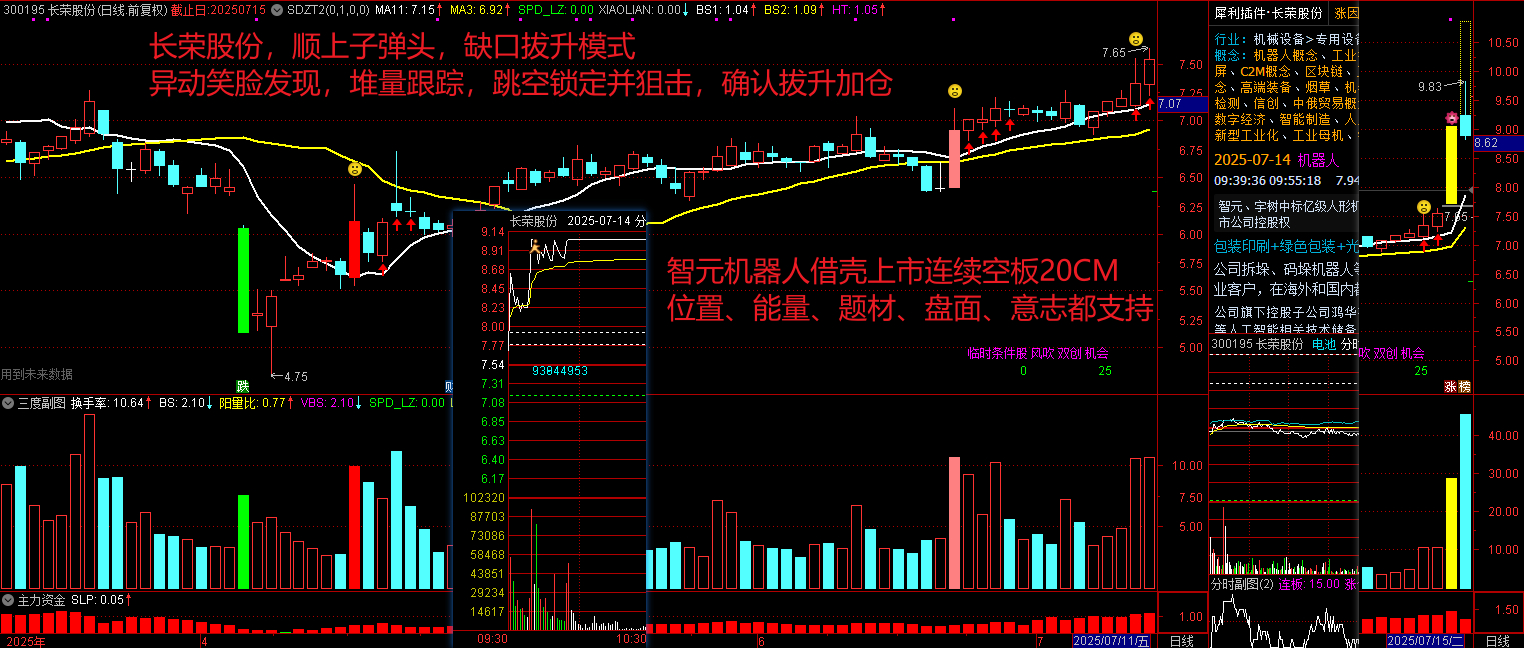 300195 长荣股份(日线.前复权) 截止日:20250715 SDZT2(0,1,0,0) MA11: 7.15↑ MA3: 6.92↑ SPD_LZ: 0.00 XIAOLIAN: 0.00↓ BS1: 1.04↑ BS2: 1.09↑ HT: 1.05↑
长荣股份，顺上子弹头，缺口拔升模式
异动笑脸发现，堆量跟踪，跳空锁定并狙击，确认拔升加仓
7.65
7.50
7.07
7.00
6.75
6.50
6.25
6.00
5.75
5.50
5.25
5.00
4.75
用到未来数据
跌
智元机器人借壳上市连续空板20CM
位置、能量、题材、盘面、意志都支持
临时条件股 风吹 双创 机会
0
25
长荣股份 2025-07-14 分
9.14
8.91
8.68
8.45
8.23
8.00
7.77
7.54
7.31
7.08
6.85
6.63
6.40
6.17
93844953
102320
87703
73086
58468
43851
29234
14617
09:30
10:30
三度副图 换手率: 10.64↑ BS: 2.10↓ 阳量比: 0.77↑ VBS: 2.10↓ SPD_LZ: 0.00
10.00
7.50
5.00
主力资金 SLP: 0.05↑
1.00
2025年
4
6
7
2025/07/11/五
日线
犀利插件·长荣股份
涨因
行业: 机械设备>专用设备
概念: 机器人概念、工业
屏、C2M概念、区块链、
念、高端装备、烟草、机
检测、信创、中俄贸易概
数字经济、智能制造、人
新型工业化、工业母机、
2025-07-14 机器人
09:39:36 09:55:18 7.94
智元、宇树中标亿级人形机
市公司控股权
包装印刷+绿色包装+光
公司拆垛、码垛机器人等
业客户，在海外和国内都
公司旗下控股子公司鸿华
等人工智能相关技术储备
300195 长荣股份 电池 分时
分时副图(2) 连板: 15.00 涨
9.83
7.65
吹 双创 机会
25
涨
榜
10.50
10.00
9.50
9.00
8.62
8.50
8.00
7.50
7.00
6.50
6.00
5.50
5.00
40.00
30.00
20.00
10.00
1.50
2025/07/15/二
日线